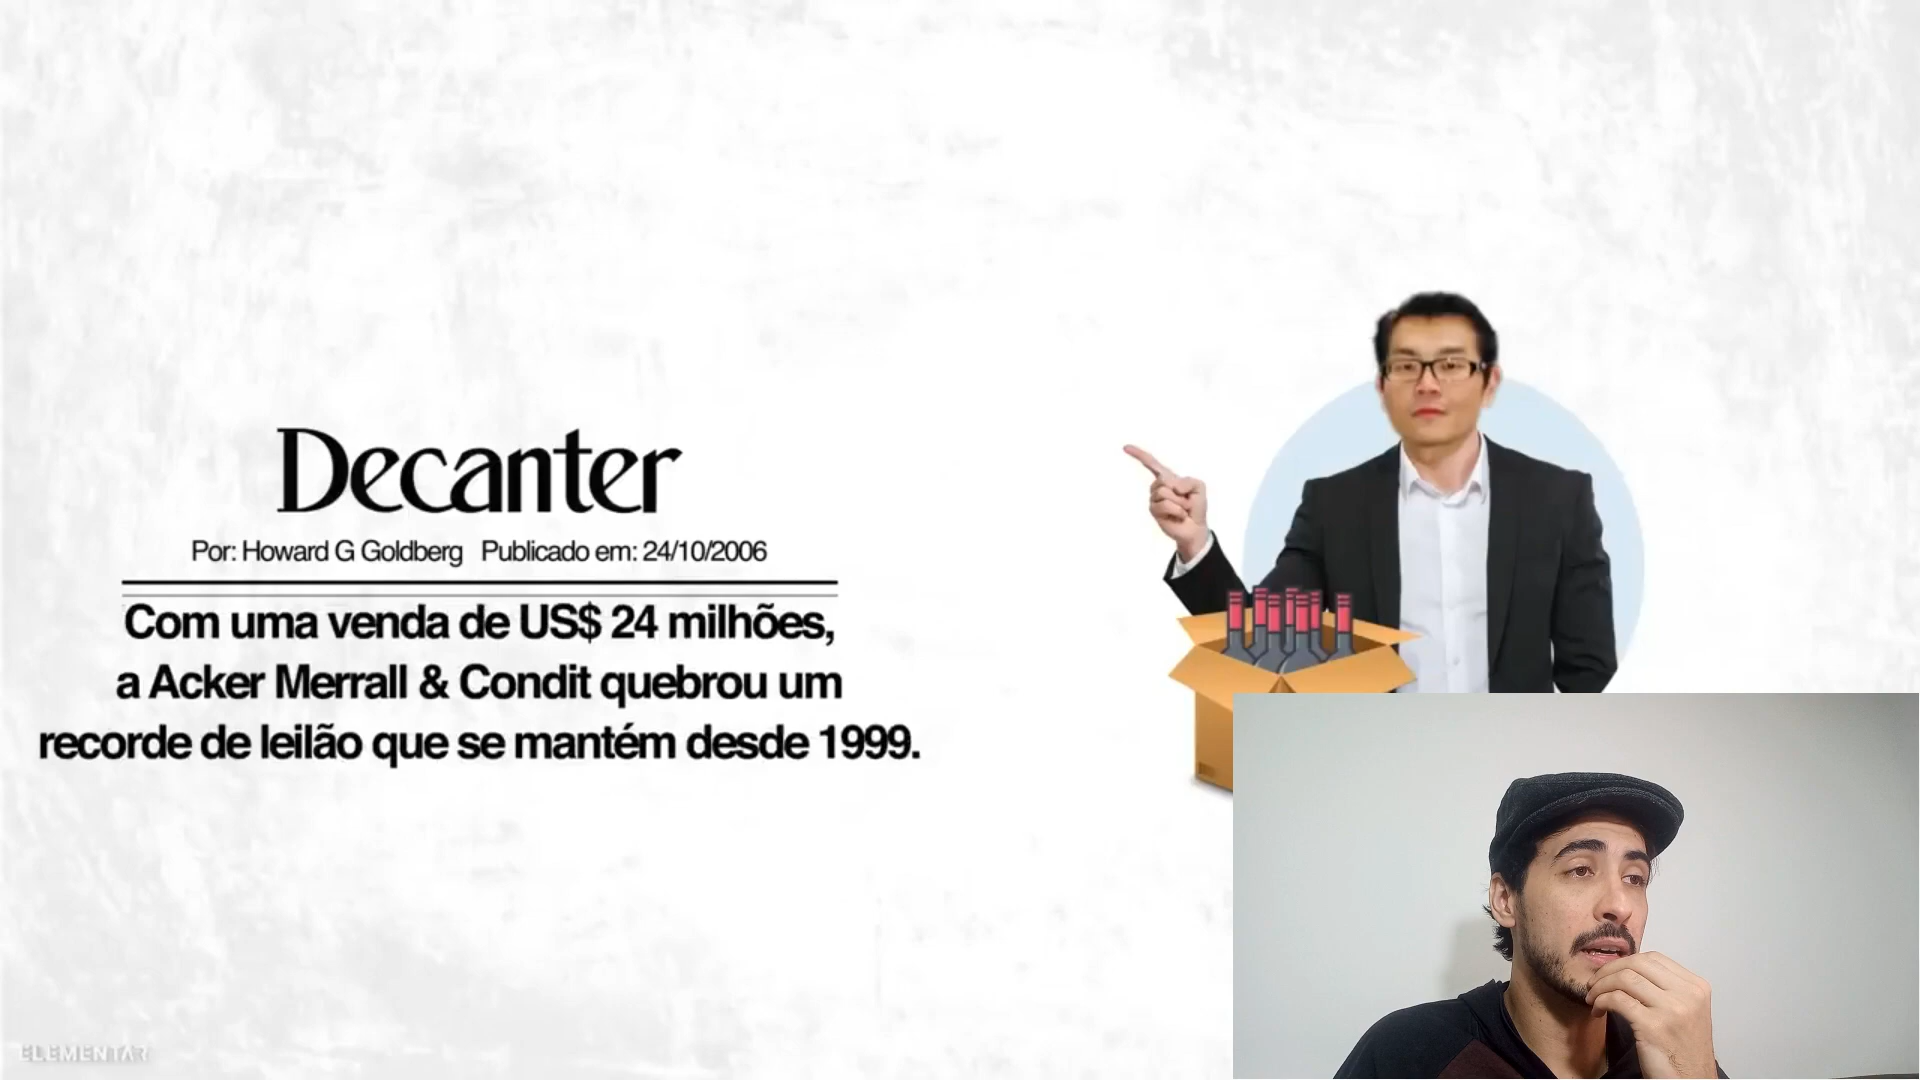 Decanter
Por: Howard G Goldberg Publicado em: 24/10/2006
Com uma venda de US$ 24 milhões,
a Acker Merrall & Condit quebrou um
recorde de leilão que se mantém desde 1999.
ELEMENTAR